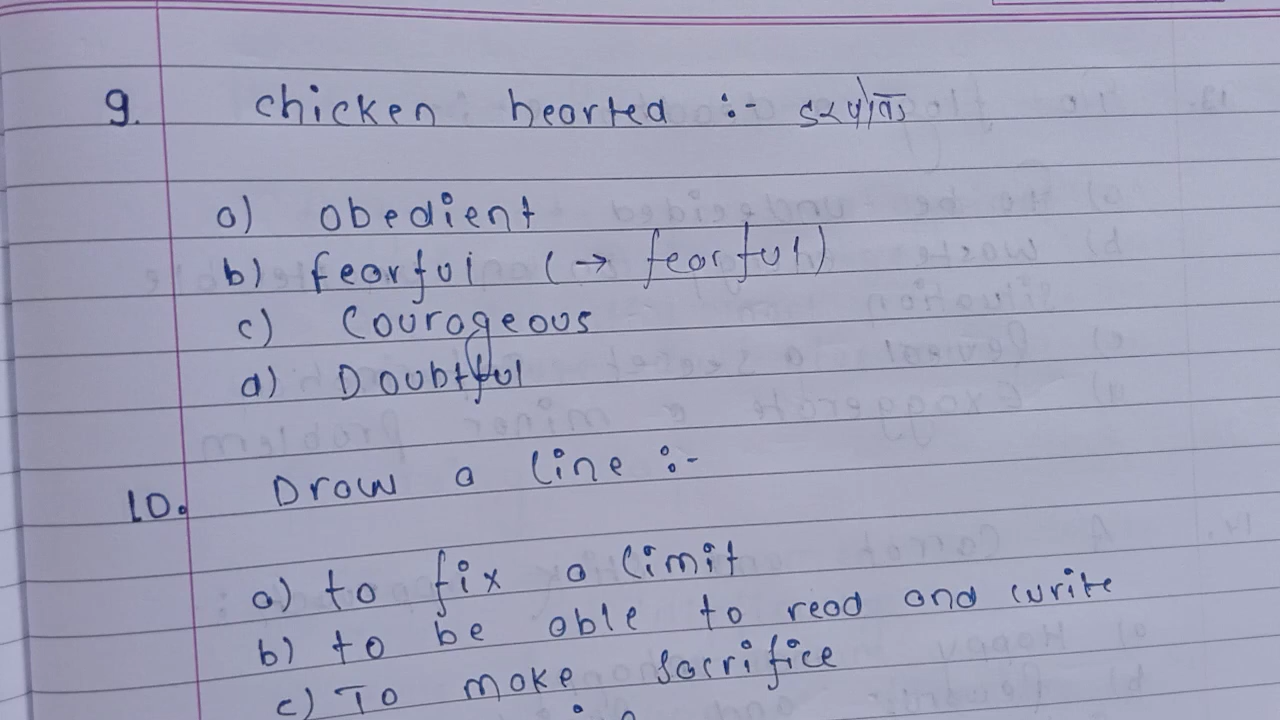 9. chicken hearted :-
a) obedient
b) fearful (→ fearful)
c) Courageous
d) Doubtful
10. Draw a line :-
a) to fix a limit
b) to be able to read and write
c) To make sacrifice